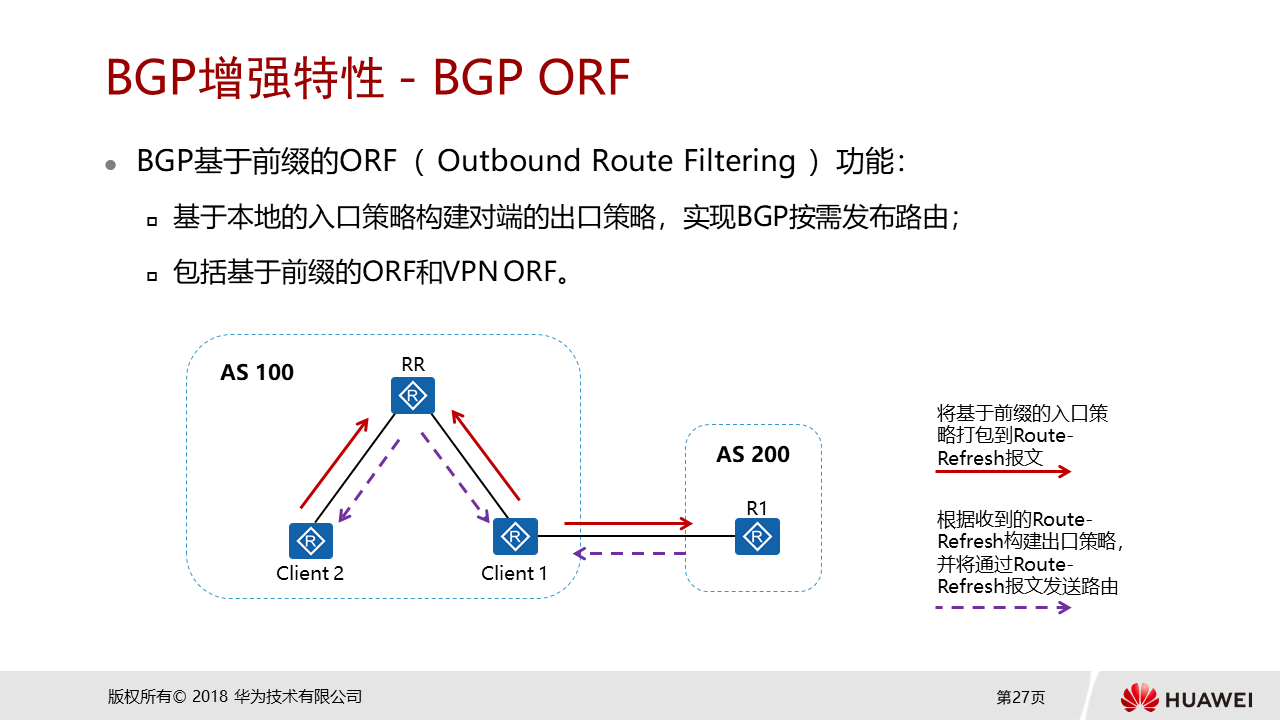 BGP增强特性 - BGP ORF
BGP基于前缀的ORF（ Outbound Route Filtering ）功能：
基于本地的入口策略构建对端的出口策略，实现BGP按需发布路由；
包括基于前缀的ORF和VPN ORF。
AS 100
RR
R
Client 2
R
Client 1
R
AS 200
R1
R
将基于前缀的入口策
略打包到Route-
Refresh报文
根据收到的Route-
Refresh构建出口策略，
并将通过Route-
Refresh报文发送路由
版权所有© 2018 华为技术有限公司
第27页
HUAWEI